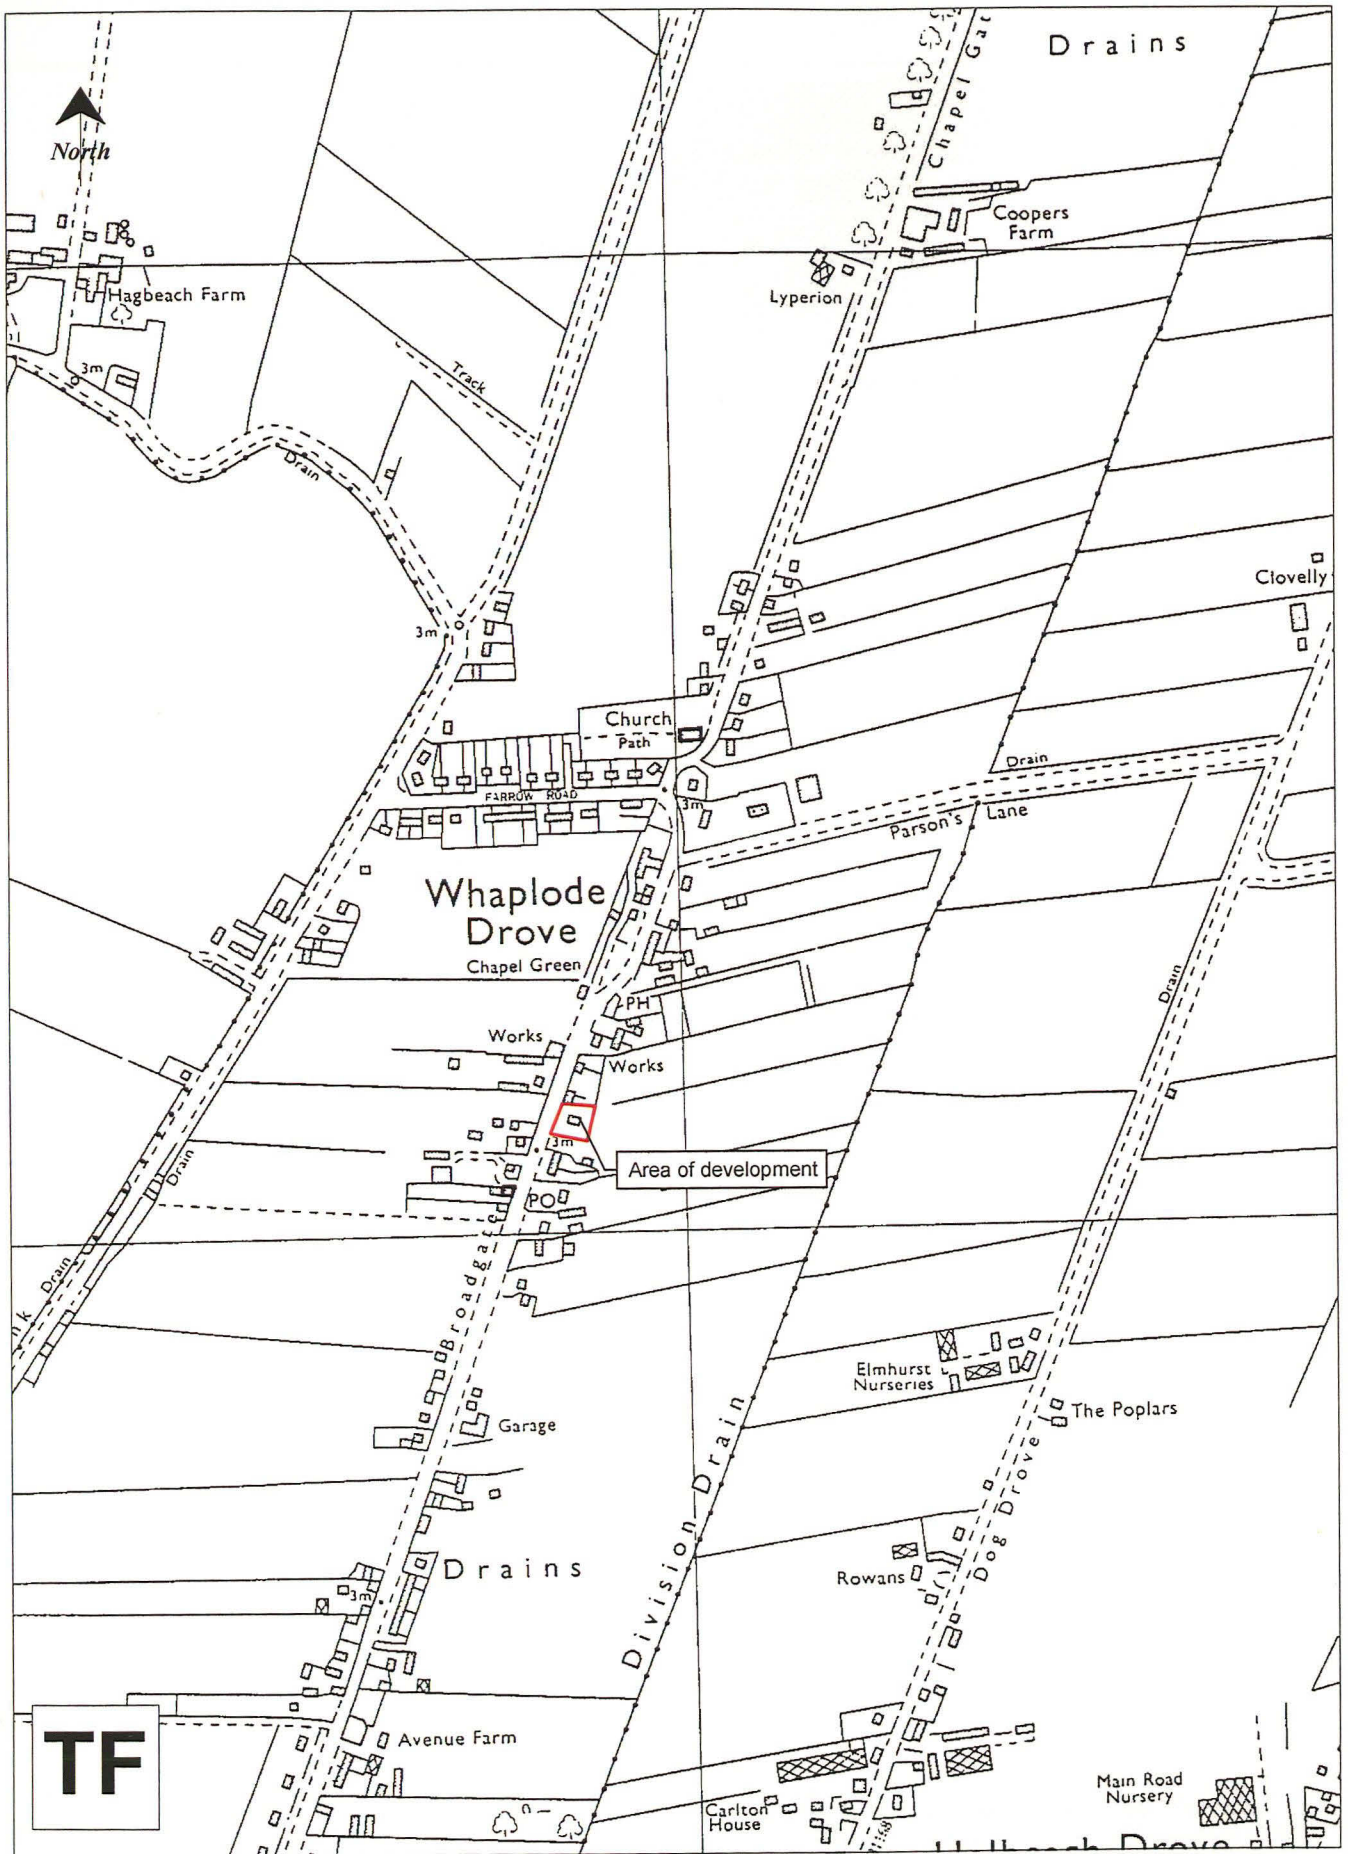 Drains
Chapel Gat
North
Coopers
Farm
Hagbeach Farm
Lyperion
3m
Track
Drain
Clovelly
3m
Church
Path
Drain
FARROW ROAD
3m
Parson's Lane
Whaplode
Drove
Chapel Green
Drain
PH
Works
Works
3m
Drain
Area of development
PO
Drain
nk
Broadgate
Elmhurst
Nurseries
The Poplars
Garage
Division Drain
Dog Drove
Drains
Rowans
3m
TF
Avenue Farm
Main Road
Nursery
Carlton
House
Drove